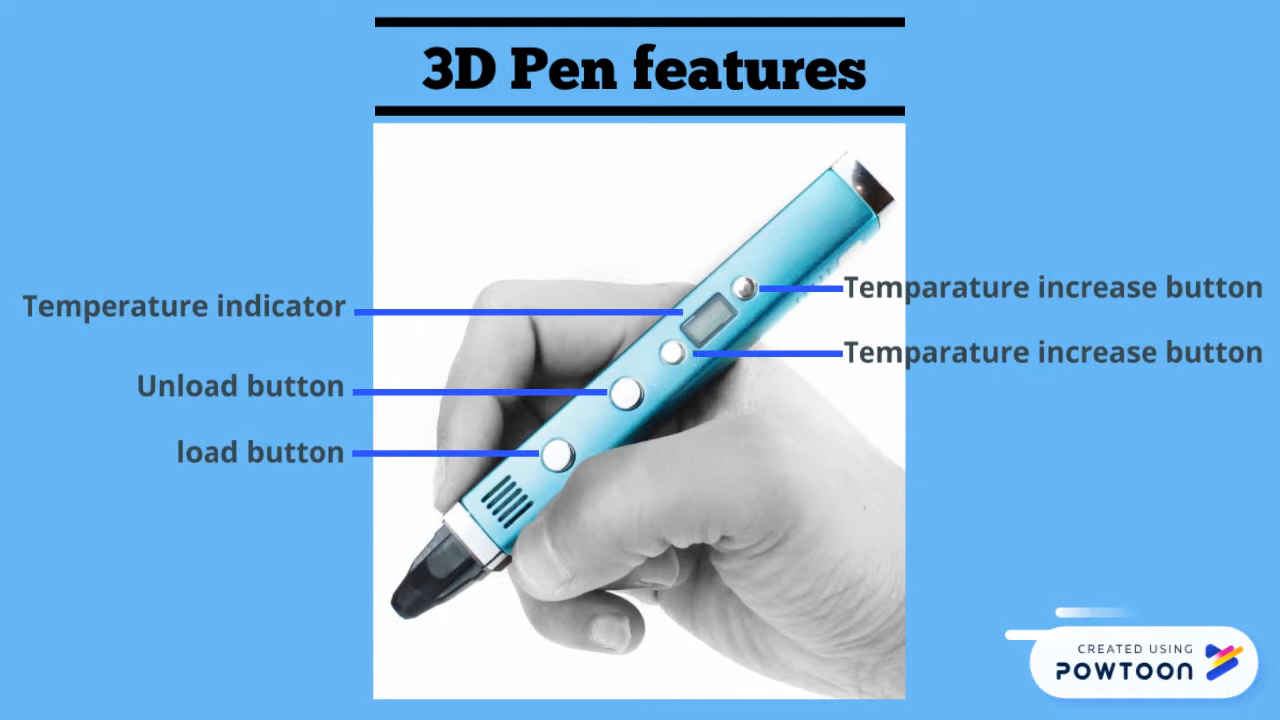 3D Pen features
Temperature indicator
Unload button
load button
Temparature increase button
Temparature increase button
CREATED USING
POWTOON